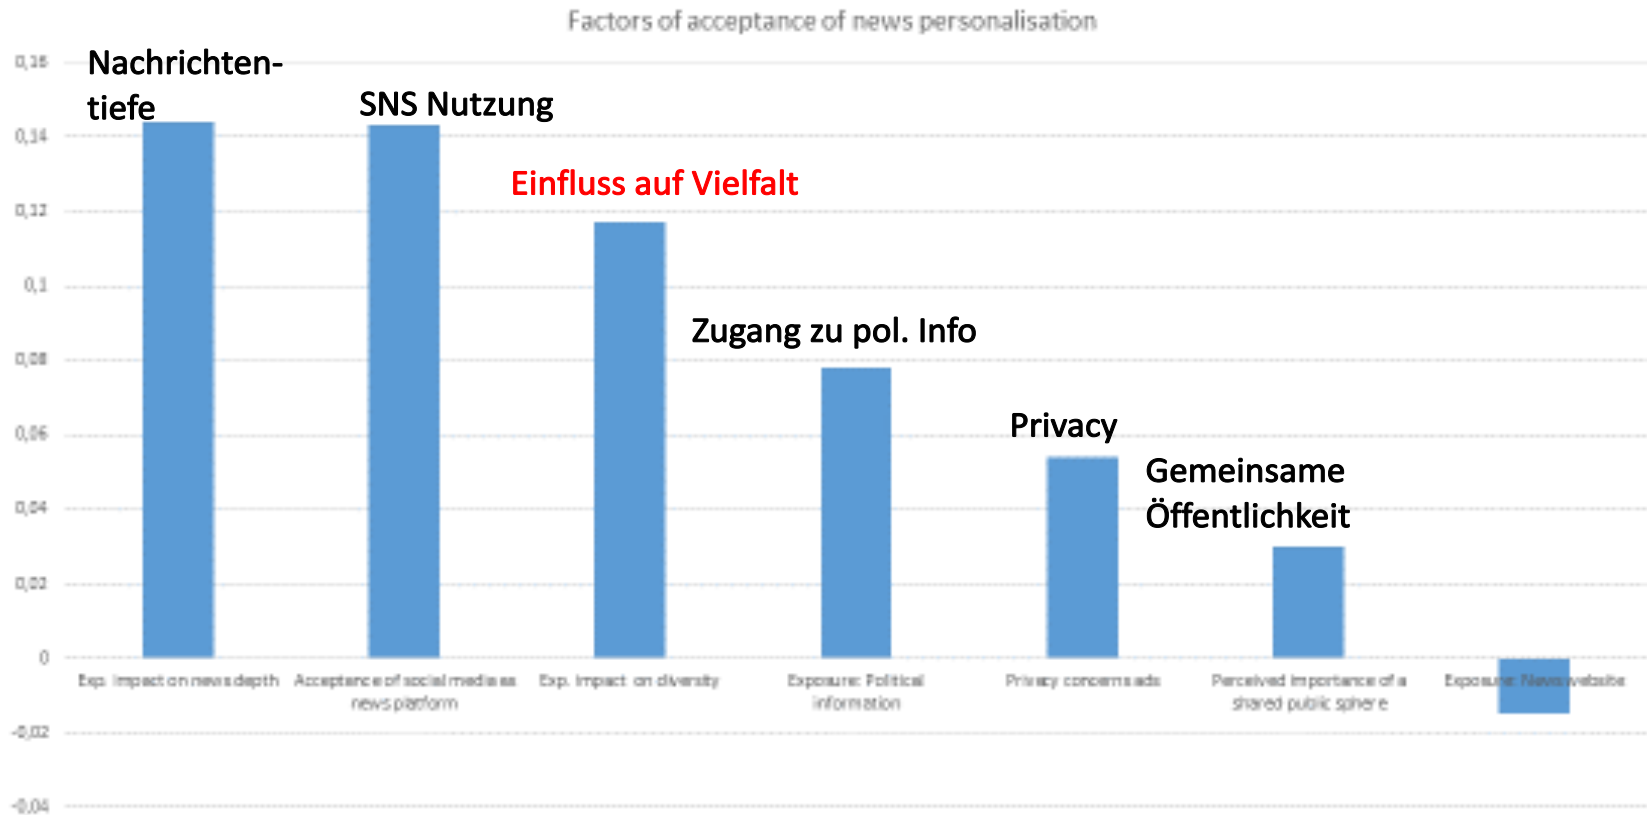 Factors of acceptance of news personalisation
0,16
Nachrichten-
tiefe
SNS Nutzung
0,14
Einfluss auf Vielfalt
0,12
0,1
Zugang zu pol. Info
0,08
Privacy
0,06
Gemeinsame
Öffentlichkeit
0,04
0,02
0
Exp. Impact on news depth
Acceptance of social media as
news platform
Exp. Impact on diversity
Exposure: Political
information
Privacy concerns ads
Perceived importance of a
shared public sphere
Exposure: News website
-0,02
-0,04